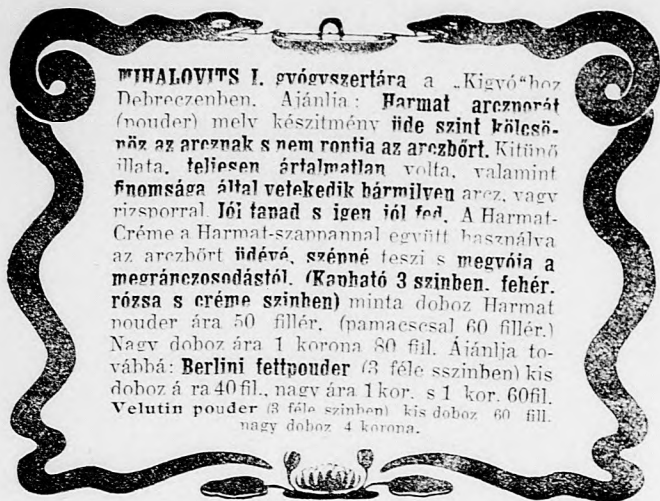 MIHALOVITS I. gyógyszertára a „Kigyó“hoz
Debreczenben. Ajánlja: Harmat arczporát
(pouder) mely készitmény üde szint kölcsö-
nöz az arcznak s nem rontja az arczbőrt. Kitünő
illata, teljesen ártalmatlan volta, valamint
finomsága által vetekedik bármilyen arcz, vagy
rizsporral. Jól tapad s igen jól fed. A Harmat-
Créme a Harmat-szappannal együtt használva
az arczbőrt üdévé, széppé teszi s megvója a
megránczosodástól. (Kapható 3 szinben. fehér.
rózsa s créme szinben) minta doboz Harmat
pouder ára 50 fillér, (pamacscsal 60 fillér.)
Nagy doboz ára 1 korona 80 fil. Ajánlja to-
vábbá: Berlini fettpouder (3 féle sszinben) kis
doboz á ra 40 fil., nagy ára 1 kor. s 1 kor. 60fil.
Velutin pouder (3 féle szinben) kis doboz 60 fill.
nagy doboz 4 korona.